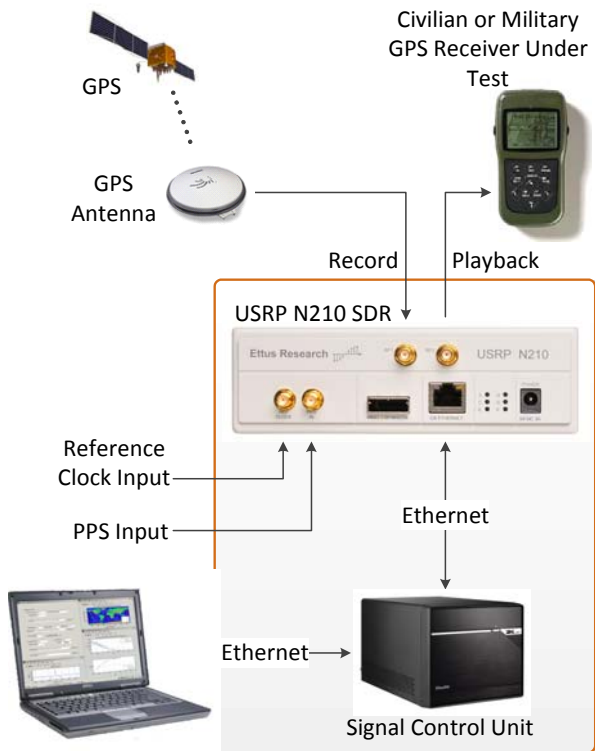 Civilian or Military
GPS Receiver Under
Test
GPS
GPS
Antenna
Record
Playback
USRP N210 SDR
Ettus Research
USRP N210
Reference
Clock Input
PPS Input
Ethernet
Ethernet
Signal Control Unit